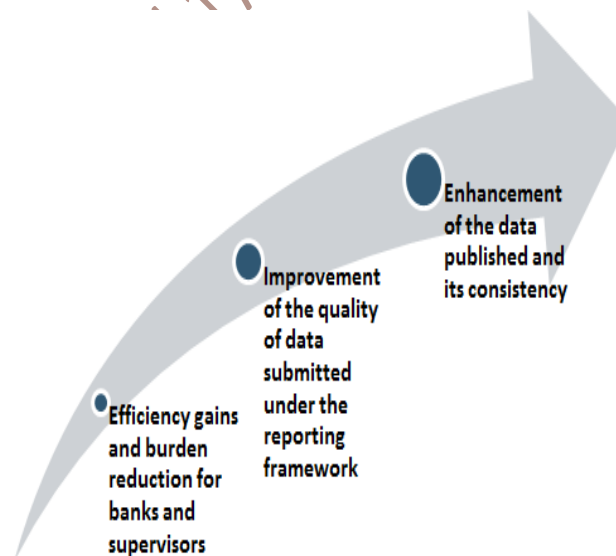 Enhancement
of the data
published and
its consistency
Improvement
of the quality
of data
submitted
under the
reporting
framework
Efficiency gains
and burden
reduction for
banks and
supervisors